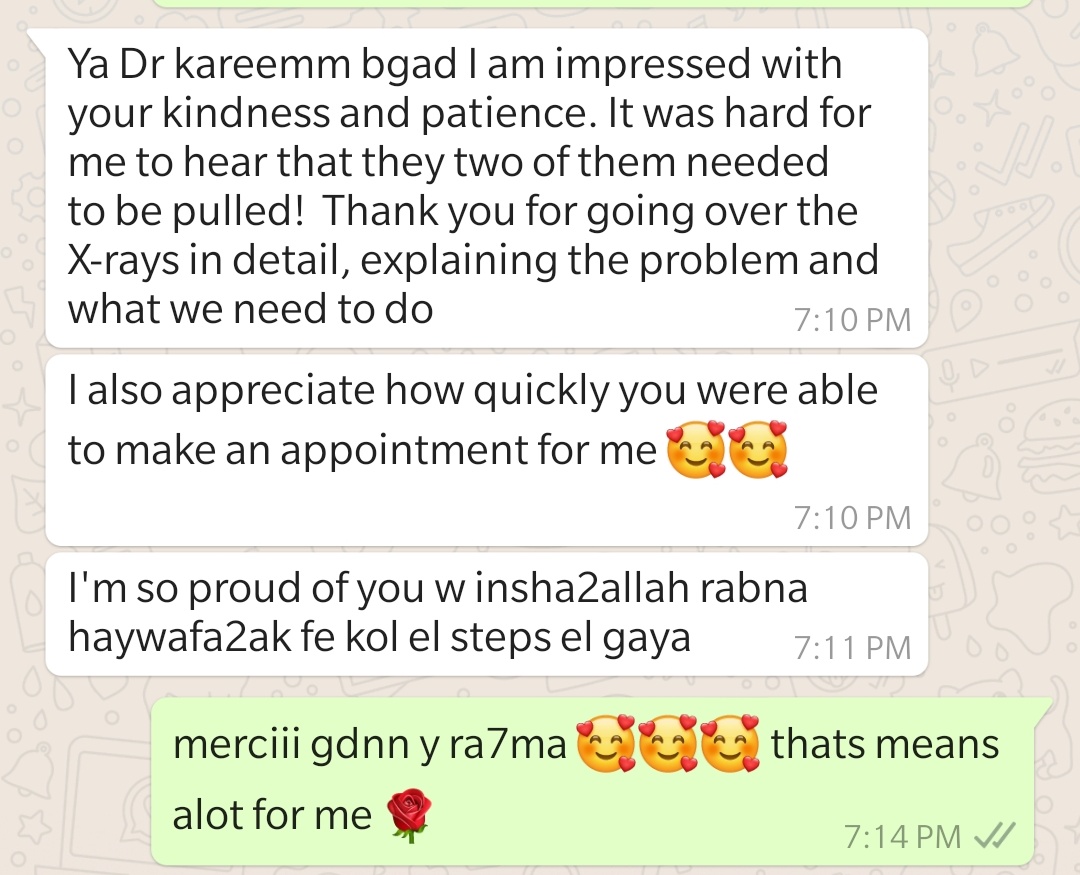 Ya Dr kareemm bgad I am impressed with
your kindness and patience. It was hard for
me to hear that they two of them needed
to be pulled!  Thank you for going over the
X-rays in detail, explaining the problem and
what we need to do
7:10 PM
I also appreciate how quickly you were able
to make an appointment for me 🥰🥰
7:10 PM
I'm so proud of you w insha2allah rabna
haywafa2ak fe kol el steps el gaya
7:11 PM
merciii gdnn y ra7ma 🥰🥰🥰 thats means
alot for me 🌹
7:14 PM